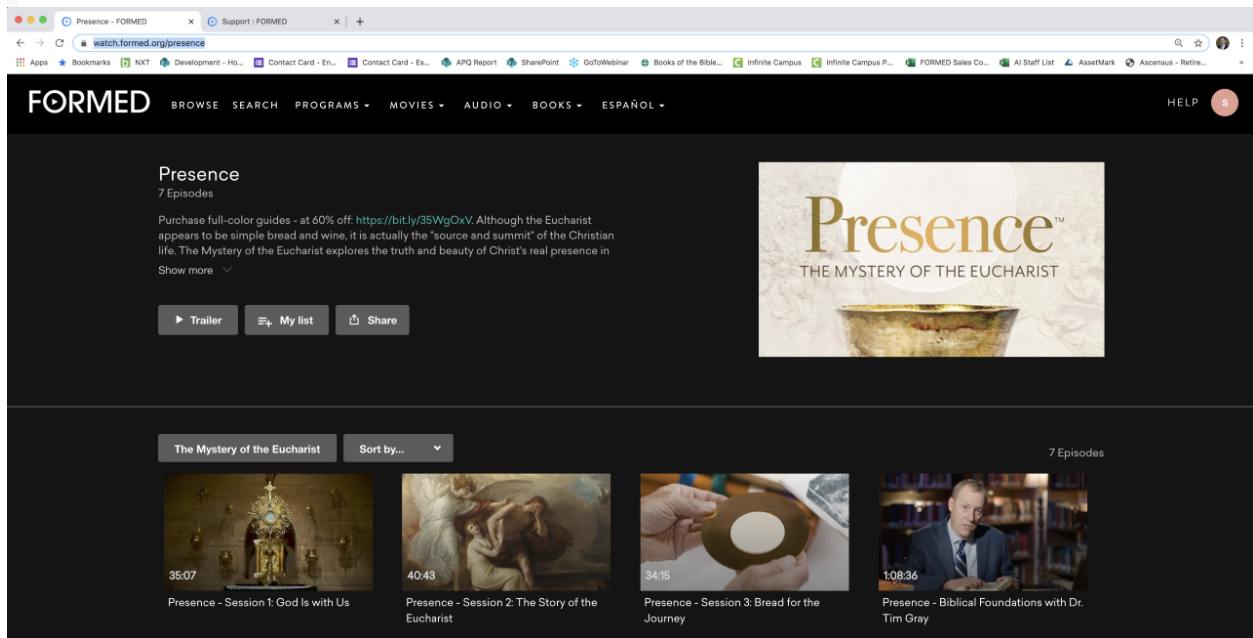 Presence - FORMED
Support : FORMED
watch.formed.org/presence
Apps
Bookmarks
NXT
Development - Ho...
Contact Card - En...
Contact Card - Es...
APQ Report
SharePoint
GoToWebinar
Books of the Bible...
Infinite Campus
Infinite Campus P...
FORMED Sales Co...
AI Staff List
AssetMark
Ascensus - Retire...
FORMED
BROWSE
SEARCH
PROGRAMS
MOVIES
AUDIO
BOOKS
ESPAÑOL
HELP
S
Presence
7 Episodes
Purchase full-color guides - at 60% off: https://bit.ly/35WgOxV. Although the Eucharist
appears to be simple bread and wine, it is actually the "source and summit" of the Christian
life. The Mystery of the Eucharist explores the truth and beauty of Christ's real presence in
Show more
Trailer
My list
Share
Presence™
THE MYSTERY OF THE EUCHARIST
The Mystery of the Eucharist
Sort by...
7 Episodes
35:07
Presence - Session 1: God Is with Us
40:43
Presence - Session 2: The Story of the
Eucharist
34:15
Presence - Session 3: Bread for the
Journey
1:08:36
Presence - Biblical Foundations with Dr.
Tim Gray